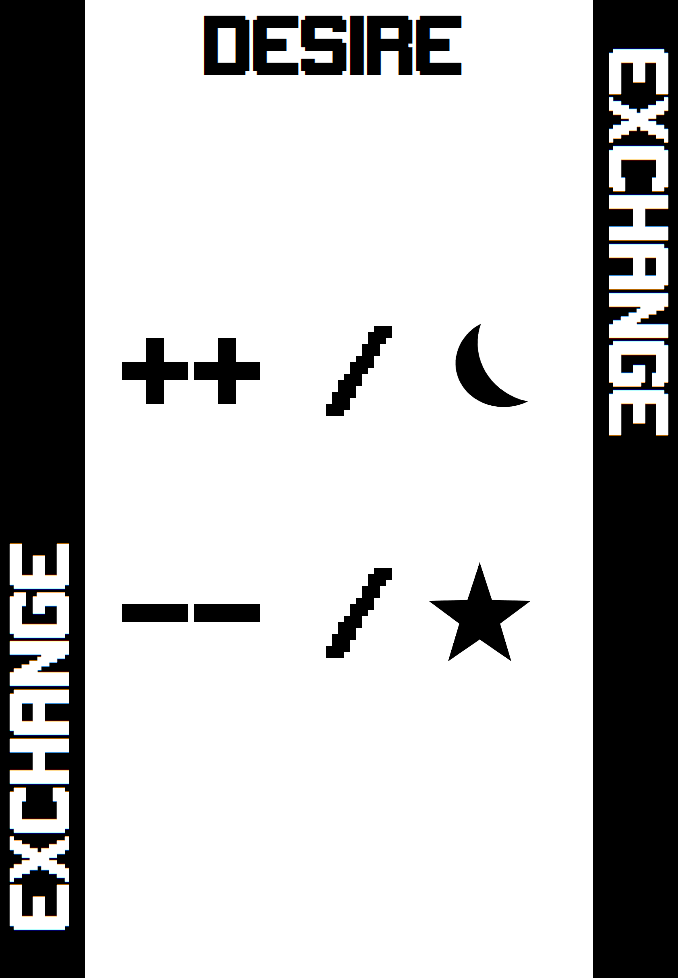 DESIRE
EXCHANGE
++ / ☾
-- / ★
EXCHANGE